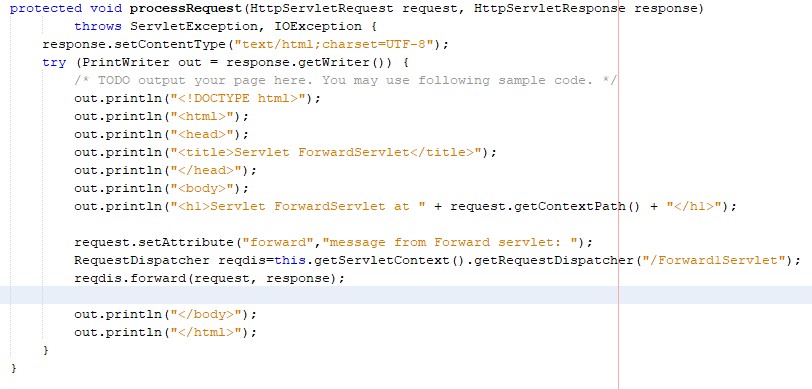 protected void processRequest(HttpServletRequest request, HttpServletResponse response)
        throws ServletException, IOException {
    response.setContentType("text/html;charset=UTF-8");
    try (PrintWriter out = response.getWriter()) {
        /* TODO output your page here. You may use following sample code. */
        out.println("<!DOCTYPE html>");
        out.println("<html>");
        out.println("<head>");
        out.println("<title>Servlet ForwardServlet</title>");
        out.println("</head>");
        out.println("<body>");
        out.println("<h1>Servlet ForwardServlet at " + request.getContextPath() + "</h1>");
        request.setAttribute("forward","message from Forward servlet: ");
        RequestDispatcher reqdis=this.getServletContext().getRequestDispatcher("/Forward1Servlet");
        reqdis.forward(request, response);
        out.println("</body>");
        out.println("</html>");
    }
}